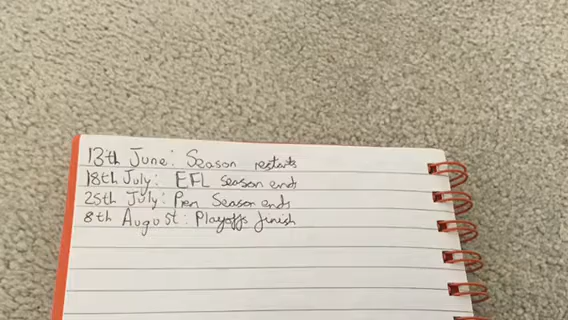 13th June: Season restarts
18th July: EFL season ends
25th July: Prem Season ends
8th August: Playoffs finish